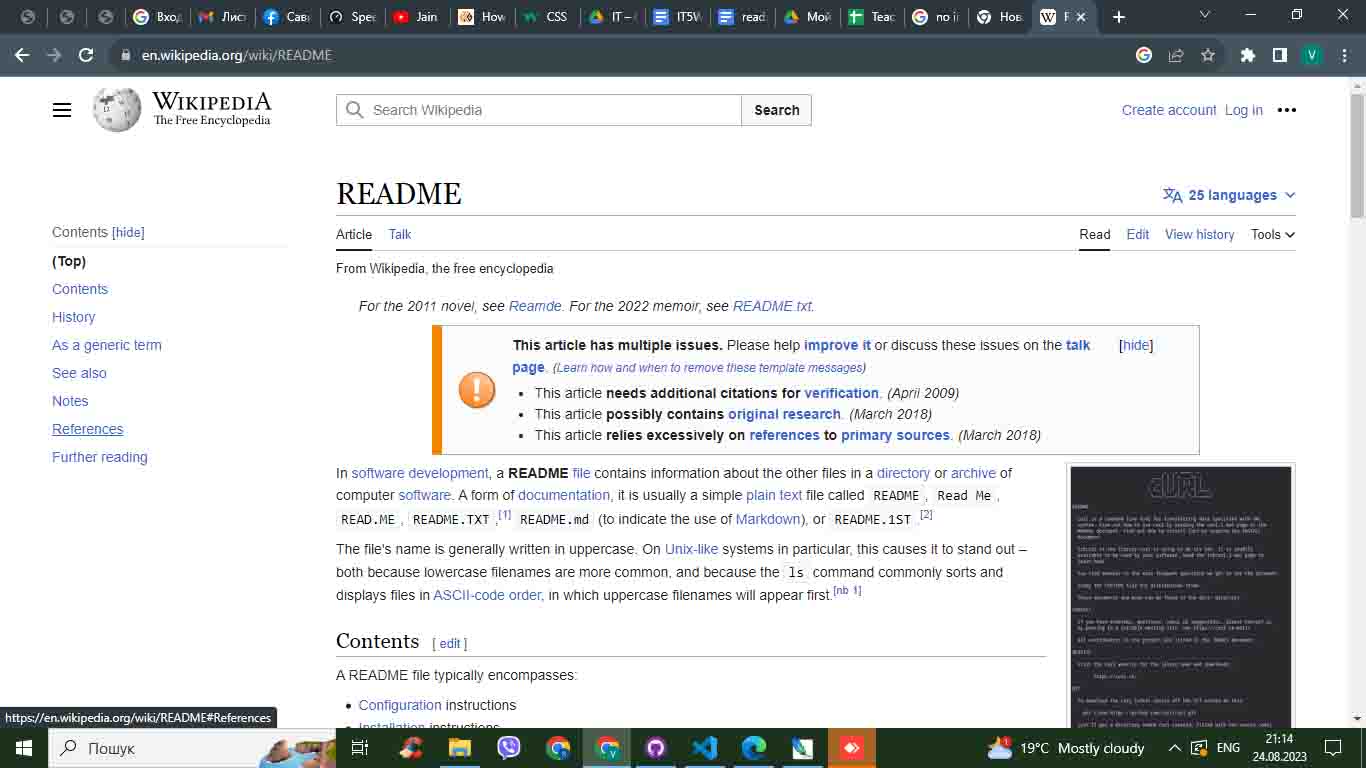 Вход
Лист
Сав
Spee
Jain
How
CSS
IT – (
IT5W
read
Мой
Teac
no i
Нов
en.wikipedia.org/wiki/README
V
WIKIPEDIA
The Free Encyclopedia
Search Wikipedia
Search
Create account Log in
README
25 languages
Article Talk
Read Edit View history Tools
From Wikipedia, the free encyclopedia
Contents [hide]
(Top)
Contents
History
As a generic term
See also
Notes
References
Further reading
For the 2011 novel, see Reamde. For the 2022 memoir, see README.txt.
This article has multiple issues. Please help improve it or discuss these issues on the talk
page. (Learn how and when to remove these template messages)
[hide]
• This article needs additional citations for verification. (April 2009)
• This article possibly contains original research. (March 2018)
• This article relies excessively on references to primary sources. (March 2018)
In software development, a README file contains information about the other files in a directory or archive of
computer software. A form of documentation, it is usually a simple plain text file called README, Read Me,
READ.ME, README.TXT,[1] README.md (to indicate the use of Markdown), or README.1ST.[2]
The file's name is generally written in uppercase. On Unix-like systems in particular, this causes it to stand out –
both because lowercase filenames are more common, and because the ls command commonly sorts and
displays files in ASCII-code order, in which uppercase filenames will appear first.[nb 1]
Contents [ edit ]
A README file typically encompasses:
• Configuration instructions
• Installation instructions
CURL
https://en.wikipedia.org/wiki/README#References
Пошук
19°C Mostly cloudy
ENG
21:14
24.08.2023